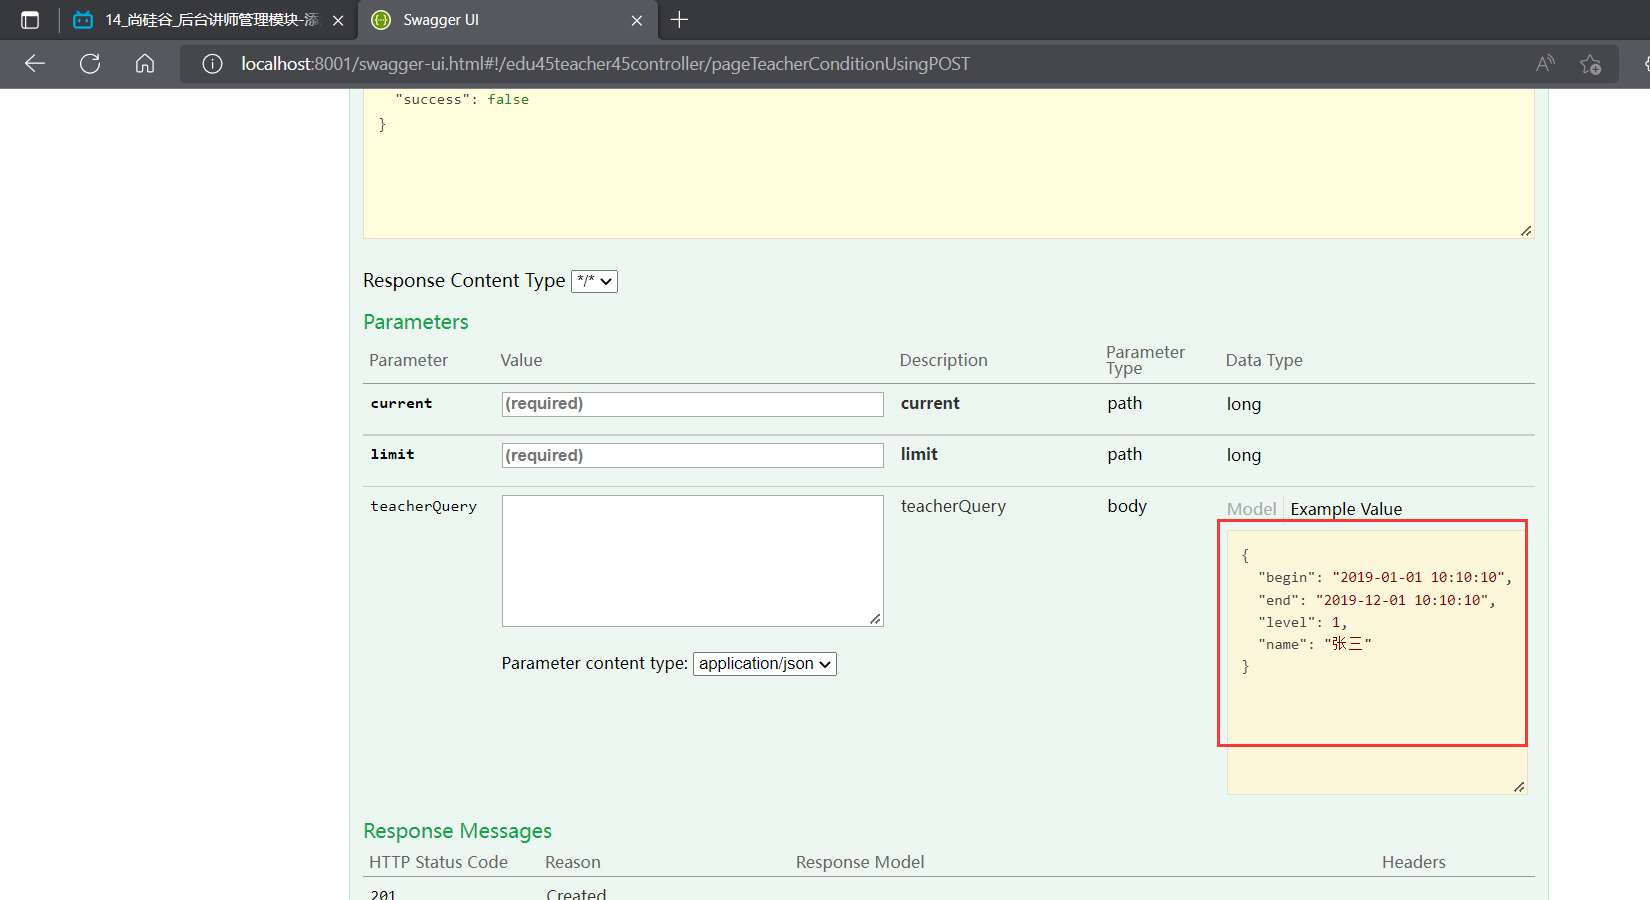 14_尚硅谷_后台讲师管理模块-添
Swagger UI
localhost:8001/swagger-ui.html#!/edu45teacher45controller/pageTeacherConditionUsingPOST
"success": false
}
Response Content Type */*
Parameters
Parameter Value Description Parameter Type Data Type
current (required) current path long
limit (required) limit path long
teacherQuery teacherQuery body Model Example Value
{
"begin": "2019-01-01 10:10:10",
"end": "2019-12-01 10:10:10",
"level": 1,
"name": "张三"
}
Parameter content type: application/json
Response Messages
HTTP Status Code Reason Response Model Headers
201 Created